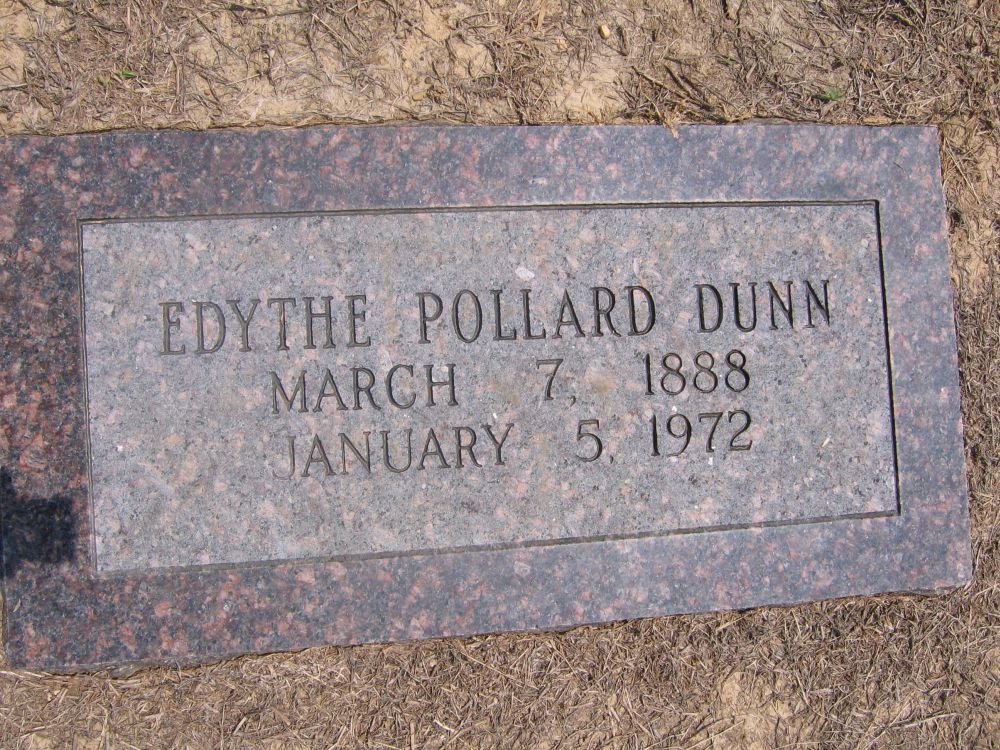 EDYTHE POLLARD DUNN
MARCH 7, 1888
JANUARY 5, 1972